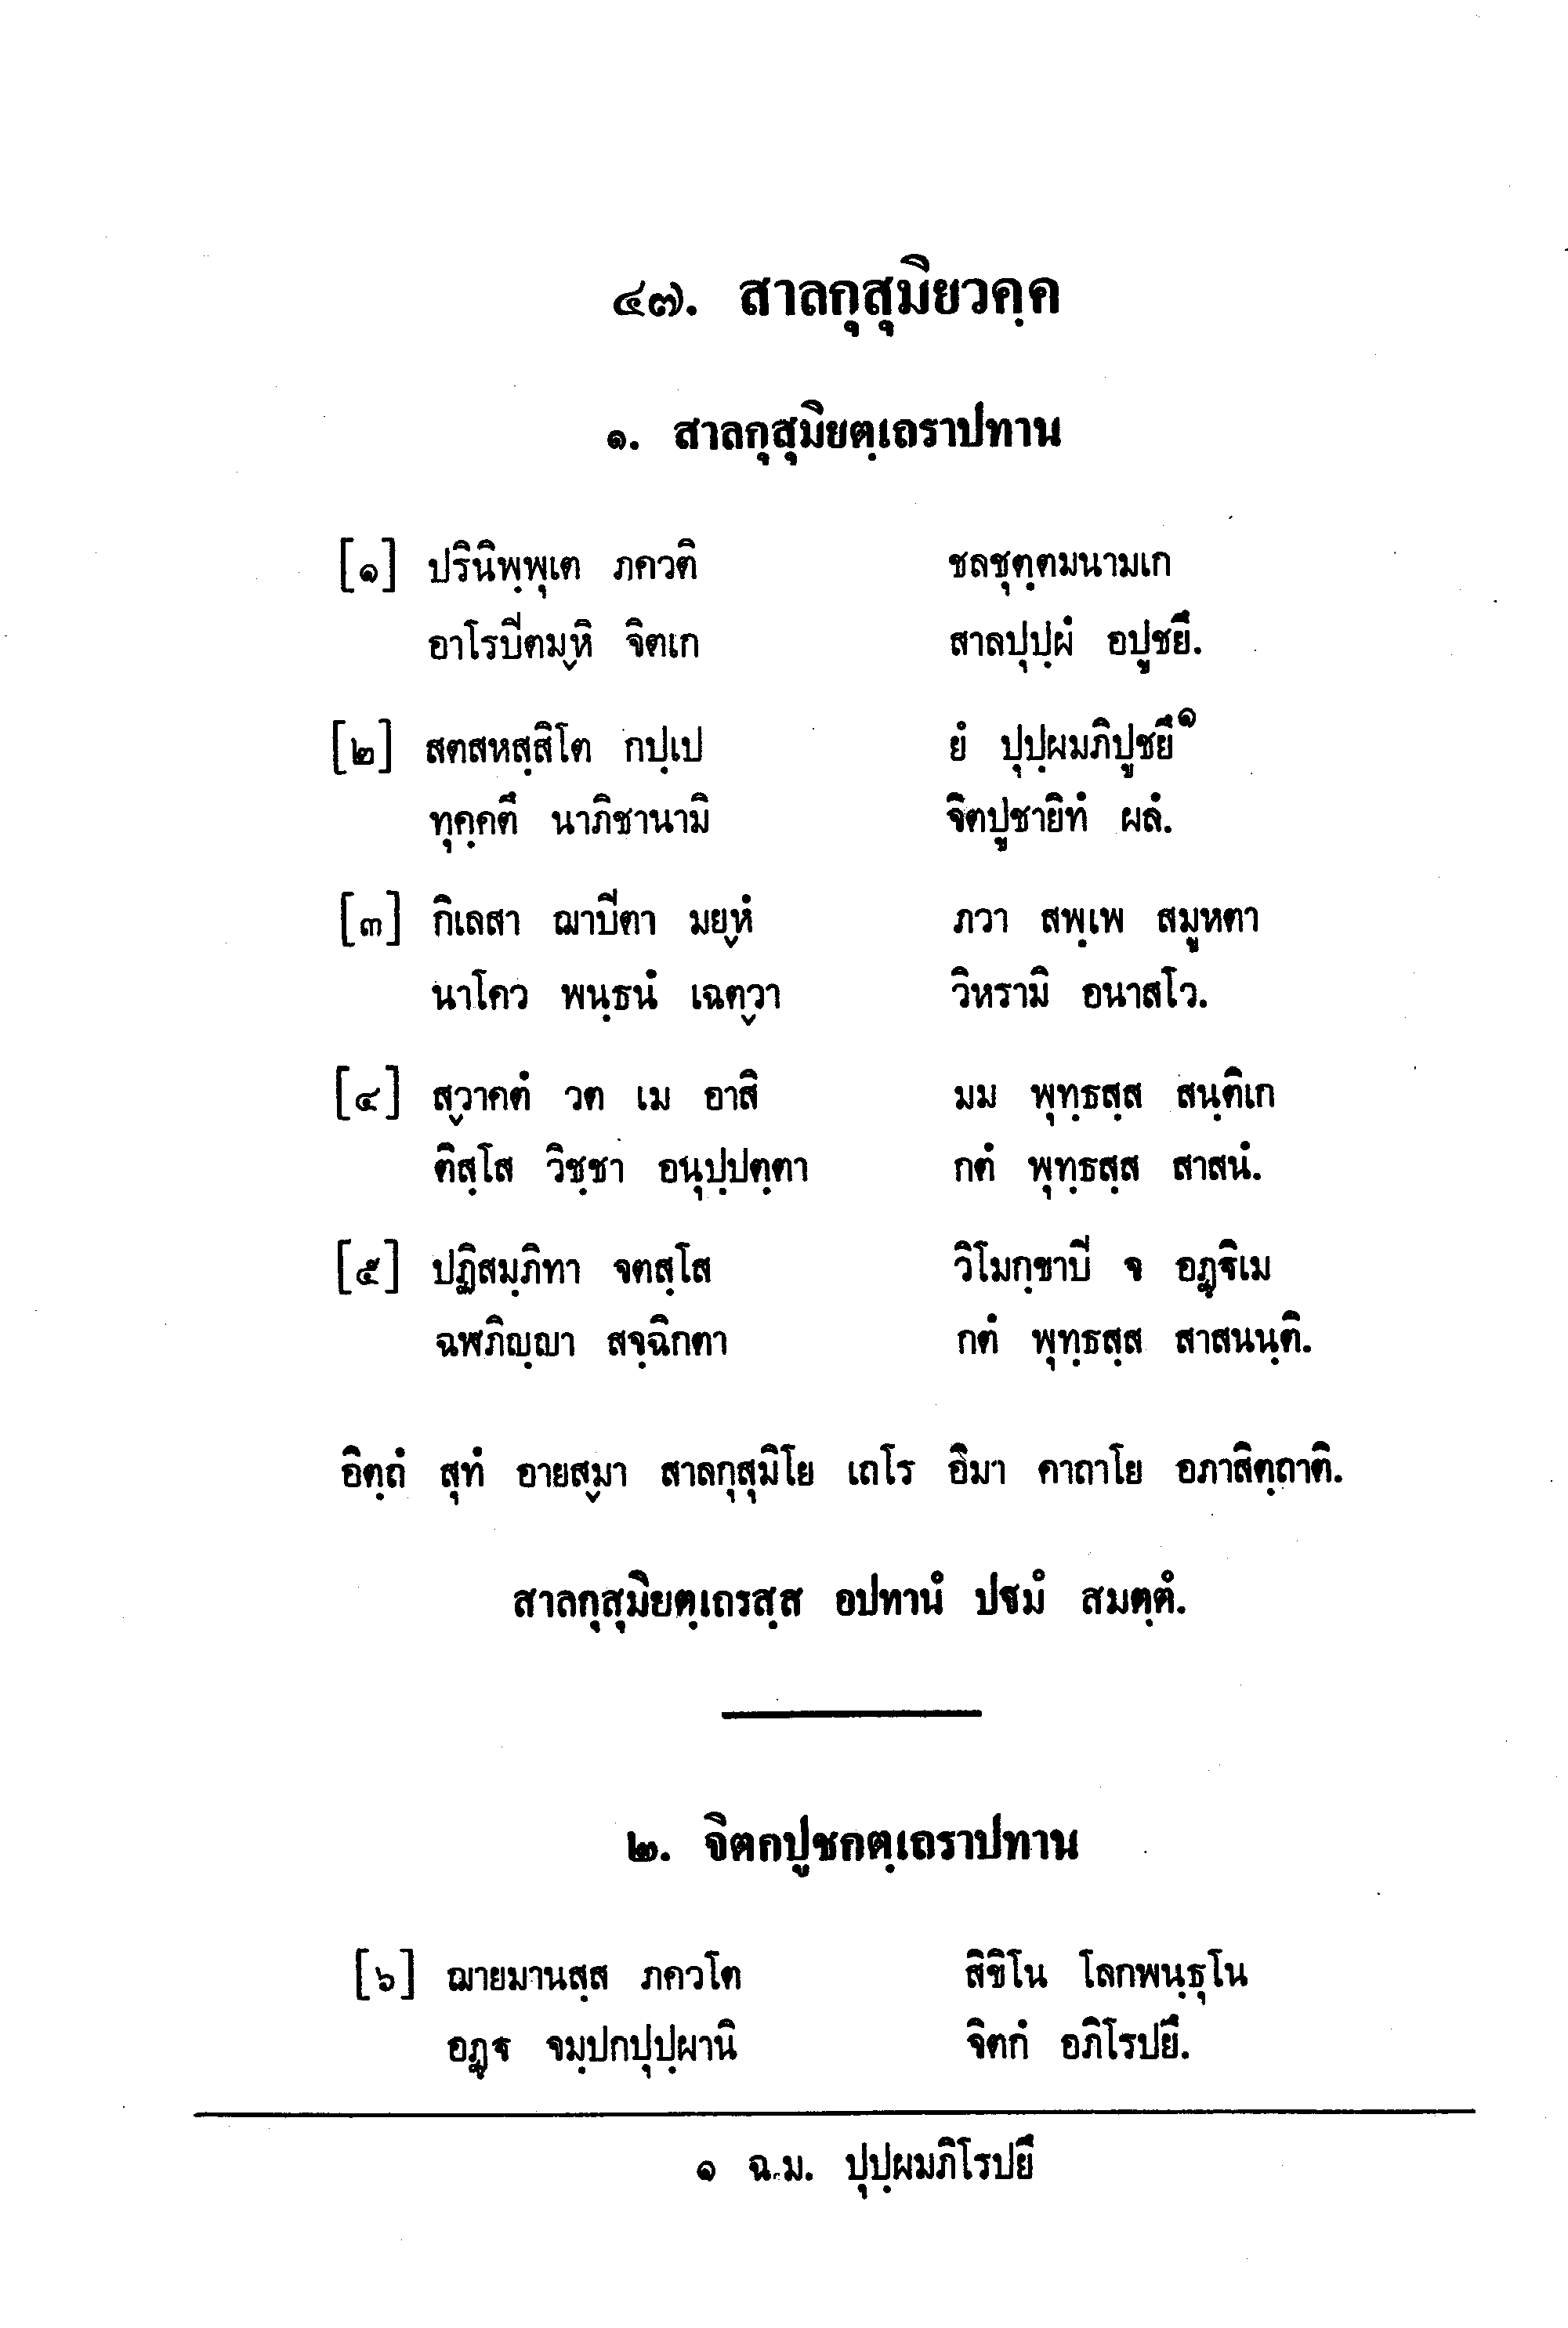 ๔๗. สาลกุสุมิยวคฺค
๑. สาลกุสุมิยตฺเถราปทาน
[๑] ปรินิพฺพุเต ภควติ ชลชุตฺตมนามเก
อาโรปิตมฺหิ จิตเก สาลปุปฺผํ อปูชยึ.
[๒] สตสหสฺสิโต กปฺเป ยํ ปุปฺผมภิปูชยึ๑
ทุคฺคตึ นาภิชานามิ จิตปูชายิทํ ผลํ.
[๓] กิเลสา ฌาปิตา มยฺหํ ภวา สพฺเพ สมูหตา
นาโคว พนฺธนํ เฉตฺวา วิหรามิ อนาสโว.
[๔] สฺวาคตํ วต เม อาสิ มม พุทฺธสฺส สนฺติเก
ติสฺโส วิชฺชา อนุปฺปตฺตา กตํ พุทฺธสฺส สาสนํ.
[๕] ปฏิสมฺภิทา จตสฺโส วิโมกฺขาปิ จ อฏฺฐิเม
ฉฬภิญฺญา สจฺฉิกตา กตํ พุทฺธสฺส สาสนนฺติ.
อิตฺถํ สุทํ อายสฺมา สาลกุสุมิโย เถโร อิมา คาถาโย อภาสิตฺถาติ.
สาลกุสุมิยตฺเถรสฺส อปทานํ ปฐมํ สมตฺตํ.
๒. จิตกปูชกตฺเถราปทาน
[๖] ฌายมานสฺส ภควโต สิขิโน โลกพนฺธุโน
อฏฺฐ จมฺปกปุปฺผานิ จิตกํ อภิโรปยึ.
๑ ฉ.ม. ปุปฺผมภิโรปยึ